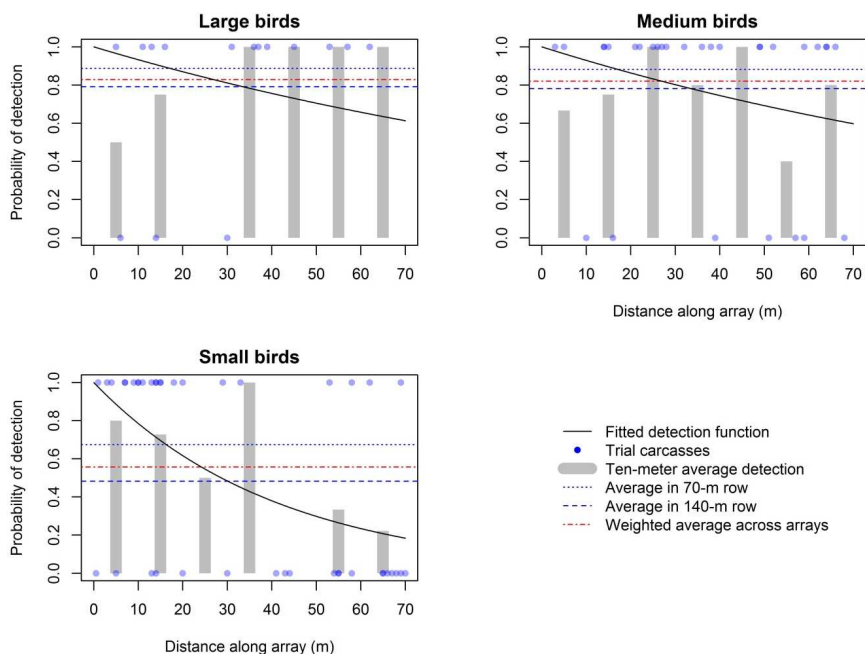 Large birds
Probability of detection
1.0
0.8
0.6
0.4
0.2
0.0
0 10 20 30 40 50 60 70
Medium birds
Probability of detection
1.0
0.8
0.6
0.4
0.2
0.0
0 10 20 30 40 50 60 70
Distance along array (m)
Small birds
Probability of detection
1.0
0.8
0.6
0.4
0.2
0.0
0 10 20 30 40 50 60 70
Distance along array (m)
Fitted detection function
Trial carcasses
Ten-meter average detection
Average in 70-m row
Average in 140-m row
Weighted average across arrays